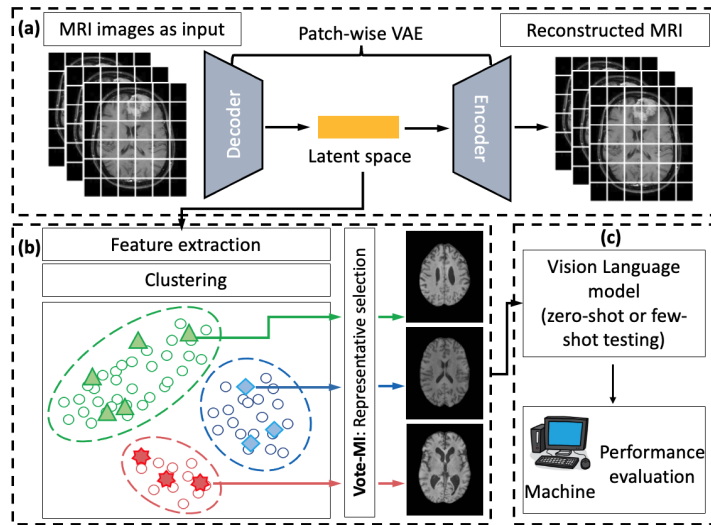 (a)
MRI images as input
Patch-wise VAE
Reconstructed MRI
Decoder
Latent space
Encoder
(b)
Feature extraction
Clustering
Vote-MI: Representative selection
(c)
Vision Language
model
(zero-shot or few-
shot testing)
Machine
Performance
evaluation